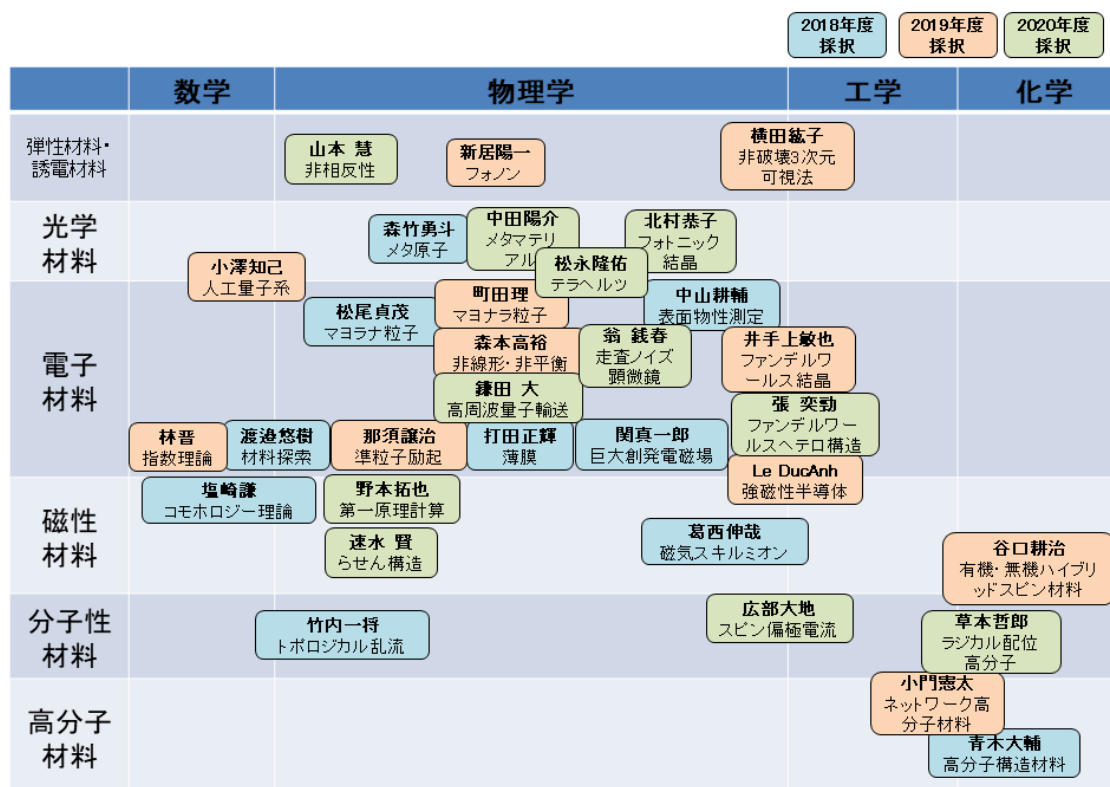 2018年度
採択
2019年度
採択
2020年度
採択
数学
物理学
工学
化学
弾性材料・
誘電材料
山本 慧
非相反性
新居陽一
フォノン
横田紘子
非破壊3次元
可視法
光学
材料
森竹勇斗
メタ原子
中田陽介
メタマテリ
アル
北村恭子
フォトニック
結晶
松永隆佑
テラヘルツ
小澤知己
人工量子系
電子
材料
松尾貞茂
マヨラナ粒子
町田理
マヨナラ粒子
中山耕輔
表面物性測定
森本高裕
非線形・非平衡
翁 銭春
走査ノイズ
顕微鏡
井手上敏也
ファンデルワ
ールス結晶
鎌田 大
高周波量子輸送
張 奕勁
ファンデルワー
ルスヘテロ構造
林晋
指数理論
渡邉悠樹
材料探索
那須譲治
準粒子励起
打田正輝
薄膜
関真一郎
巨大創発電磁場
Le DucAnh
強磁性半導体
磁性
材料
塩崎謙
コモホロジー理論
野本拓也
第一原理計算
速水 賢
らせん構造
葛西伸哉
磁気スキルミオン
谷口耕治
有機・無機ハイブリ
ッドスピン材料
分子性
材料
竹内一将
トポロジカル乱流
広部大地
スピン偏極電流
草本哲郎
ラジカル配位
高分子
高分子
材料
小門憲太
ネットワーク高
分子材料
青木大輔
高分子構造材料